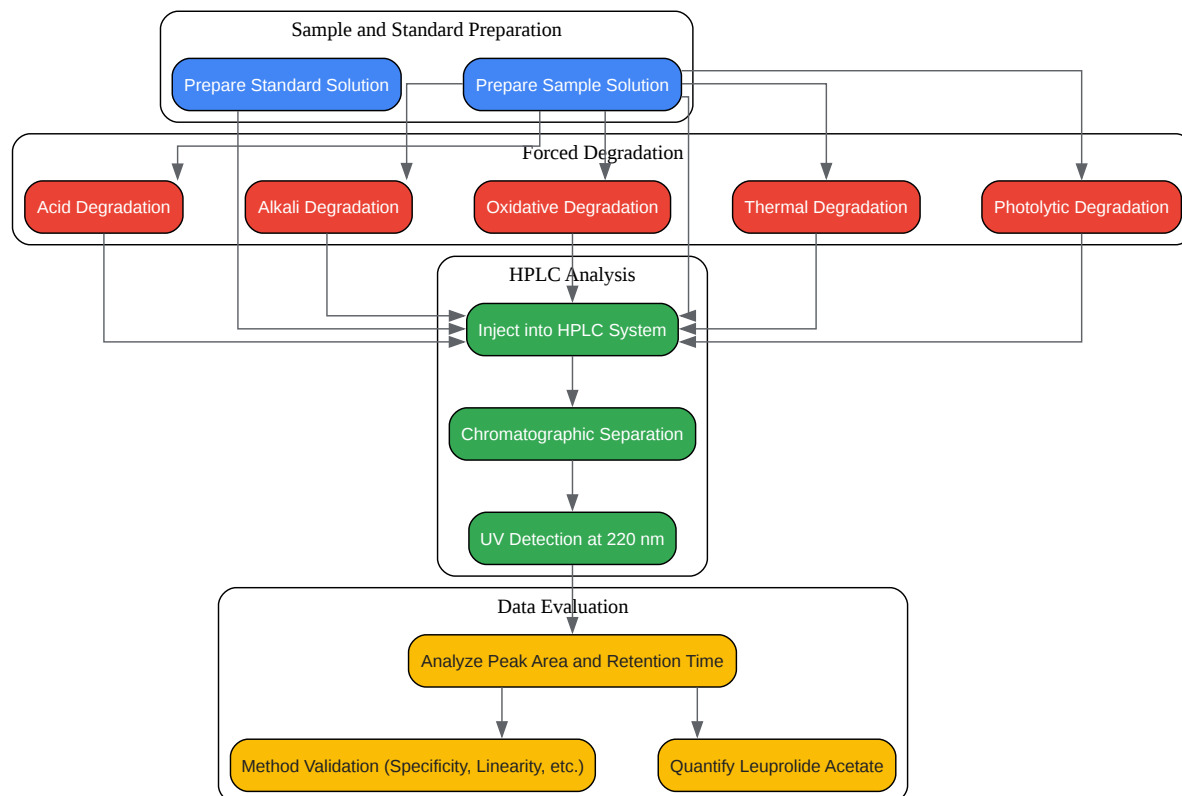 Sample and Standard Preparation
Prepare Standard Solution
Prepare Sample Solution
Forced Degradation
Acid Degradation
Alkali Degradation
Oxidative Degradation
Thermal Degradation
Photolytic Degradation
HPLC Analysis
Inject into HPLC System
Chromatographic Separation
UV Detection at 220 nm
Data Evaluation
Analyze Peak Area and Retention Time
Method Validation (Specificity, Linearity, etc.)
Quantify Leuprolide Acetate